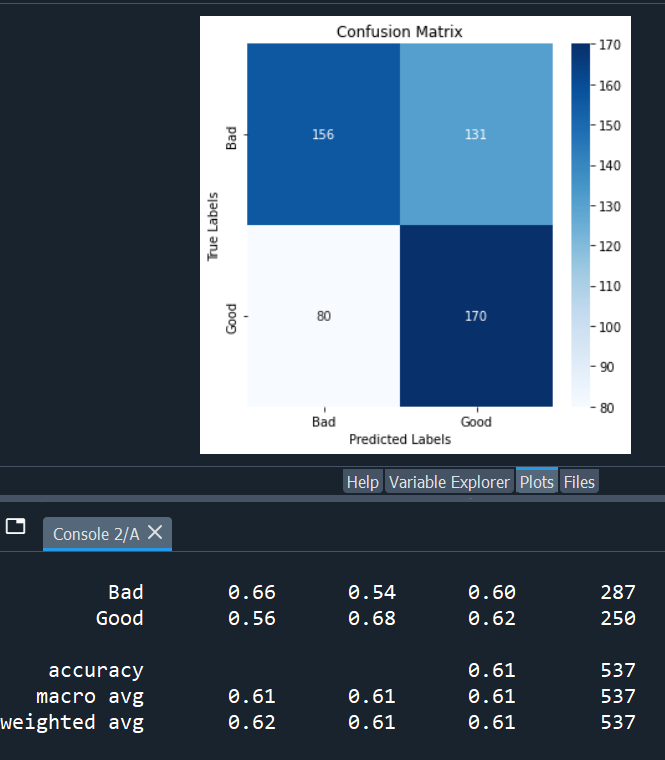 Confusion Matrix
170
160
150
140
130
120
110
100
90
80
True Labels
Bad
156 131
Good
80 170
Bad Good
Predicted Labels
Help Variable Explorer Plots Files
Console 2/A
Bad 0.66 0.54 0.60 287
Good 0.56 0.68 0.62 250
accuracy 0.61 537
macro avg 0.61 0.61 0.61 537
weighted avg 0.62 0.61 0.61 537